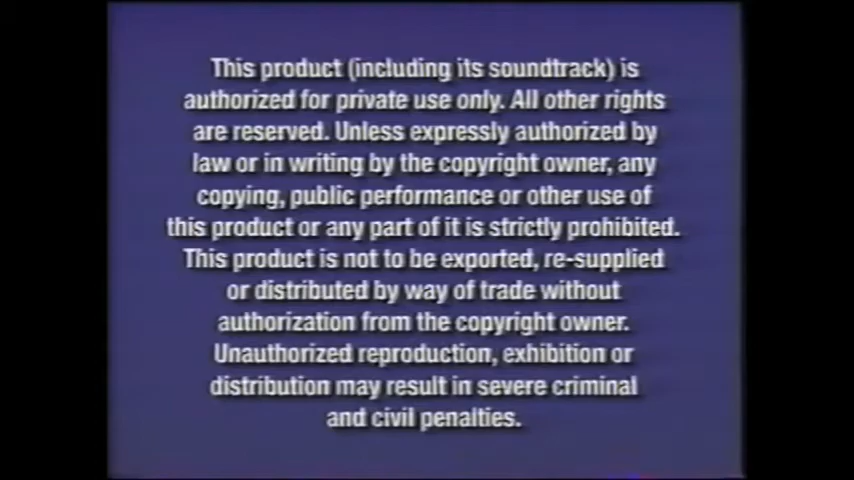 This product (including its soundtrack) is
authorized for private use only. All other rights
are reserved. Unless expressly authorized by
law or in writing by the copyright owner, any
copying, public performance or other use of
this product or any part of it is strictly prohibited.
This product is not to be exported, re-supplied
or distributed by way of trade without
authorization from the copyright owner.
Unauthorized reproduction, exhibition or
distribution may result in severe criminal
and civil penalties.